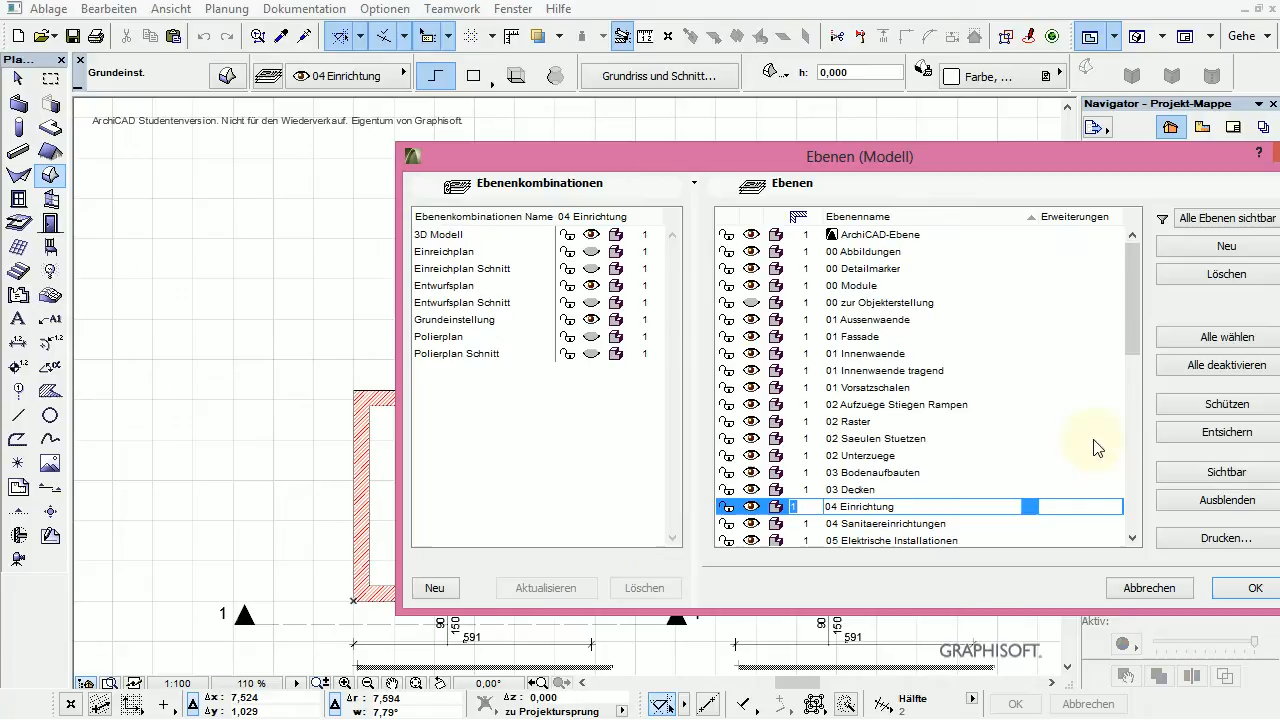 Ablage Bearbeiten Ansicht Planung Dokumentation Optionen Teamwork Fenster Hilfe
Gehe
Pla...
Grundeinst.
04 Einrichtung
Grundriss und Schnitt...
h: 0,000
Farbe, ...
Navigator - Projekt-Mappe
ArchiCAD Studentenversion. Nicht für den Wiederverkauf. Eigentum von Graphisoft.
Ebenen (Modell)
?
Ebenenkombinationen
Ebenen
Ebenenkombinationen Name 04 Einrichtung
3D Modell 1
Einreichplan 1
Einreichplan Schnitt 1
Entwurfsplan 1
Entwurfsplan Schnitt 1
Grundeinstellung 1
Polierplan 1
Polierplan Schnitt 1
Ebenenname Erweiterungen
1 ArchiCAD-Ebene
1 00 Abbildungen
1 00 Detailmarker
1 00 Module
1 00 zur Objekterstellung
1 01 Aussenwaende
1 01 Fassade
1 01 Innenwaende
1 01 Innenwaende tragend
1 01 Vorsatzschalen
1 02 Aufzuege Stiegen Rampen
1 02 Raster
1 02 Saeulen Stuetzen
1 02 Unterzuege
1 03 Bodenaufbauten
1 03 Decken
1 04 Einrichtung
1 04 Sanitaereinrichtungen
1 05 Elektrische Installationen
Alle Ebenen sichtbar
Neu
Löschen
Alle wählen
Alle deaktivieren
Schützen
Entsichern
Sichtbar
Ausblenden
Drucken...
Neu Aktualisieren Löschen
Abbrechen OK
1
90
150
591
90
150
591
GRAPHISOFT.
Aktiv:
1:100 110 % 0,00°
Δx: 7,524
Δy: 1,029
Δr: 7,594
w: 7,79°
Δz: 0,000
zu Projektursprung
Hälfte
2
OK Abbrechen